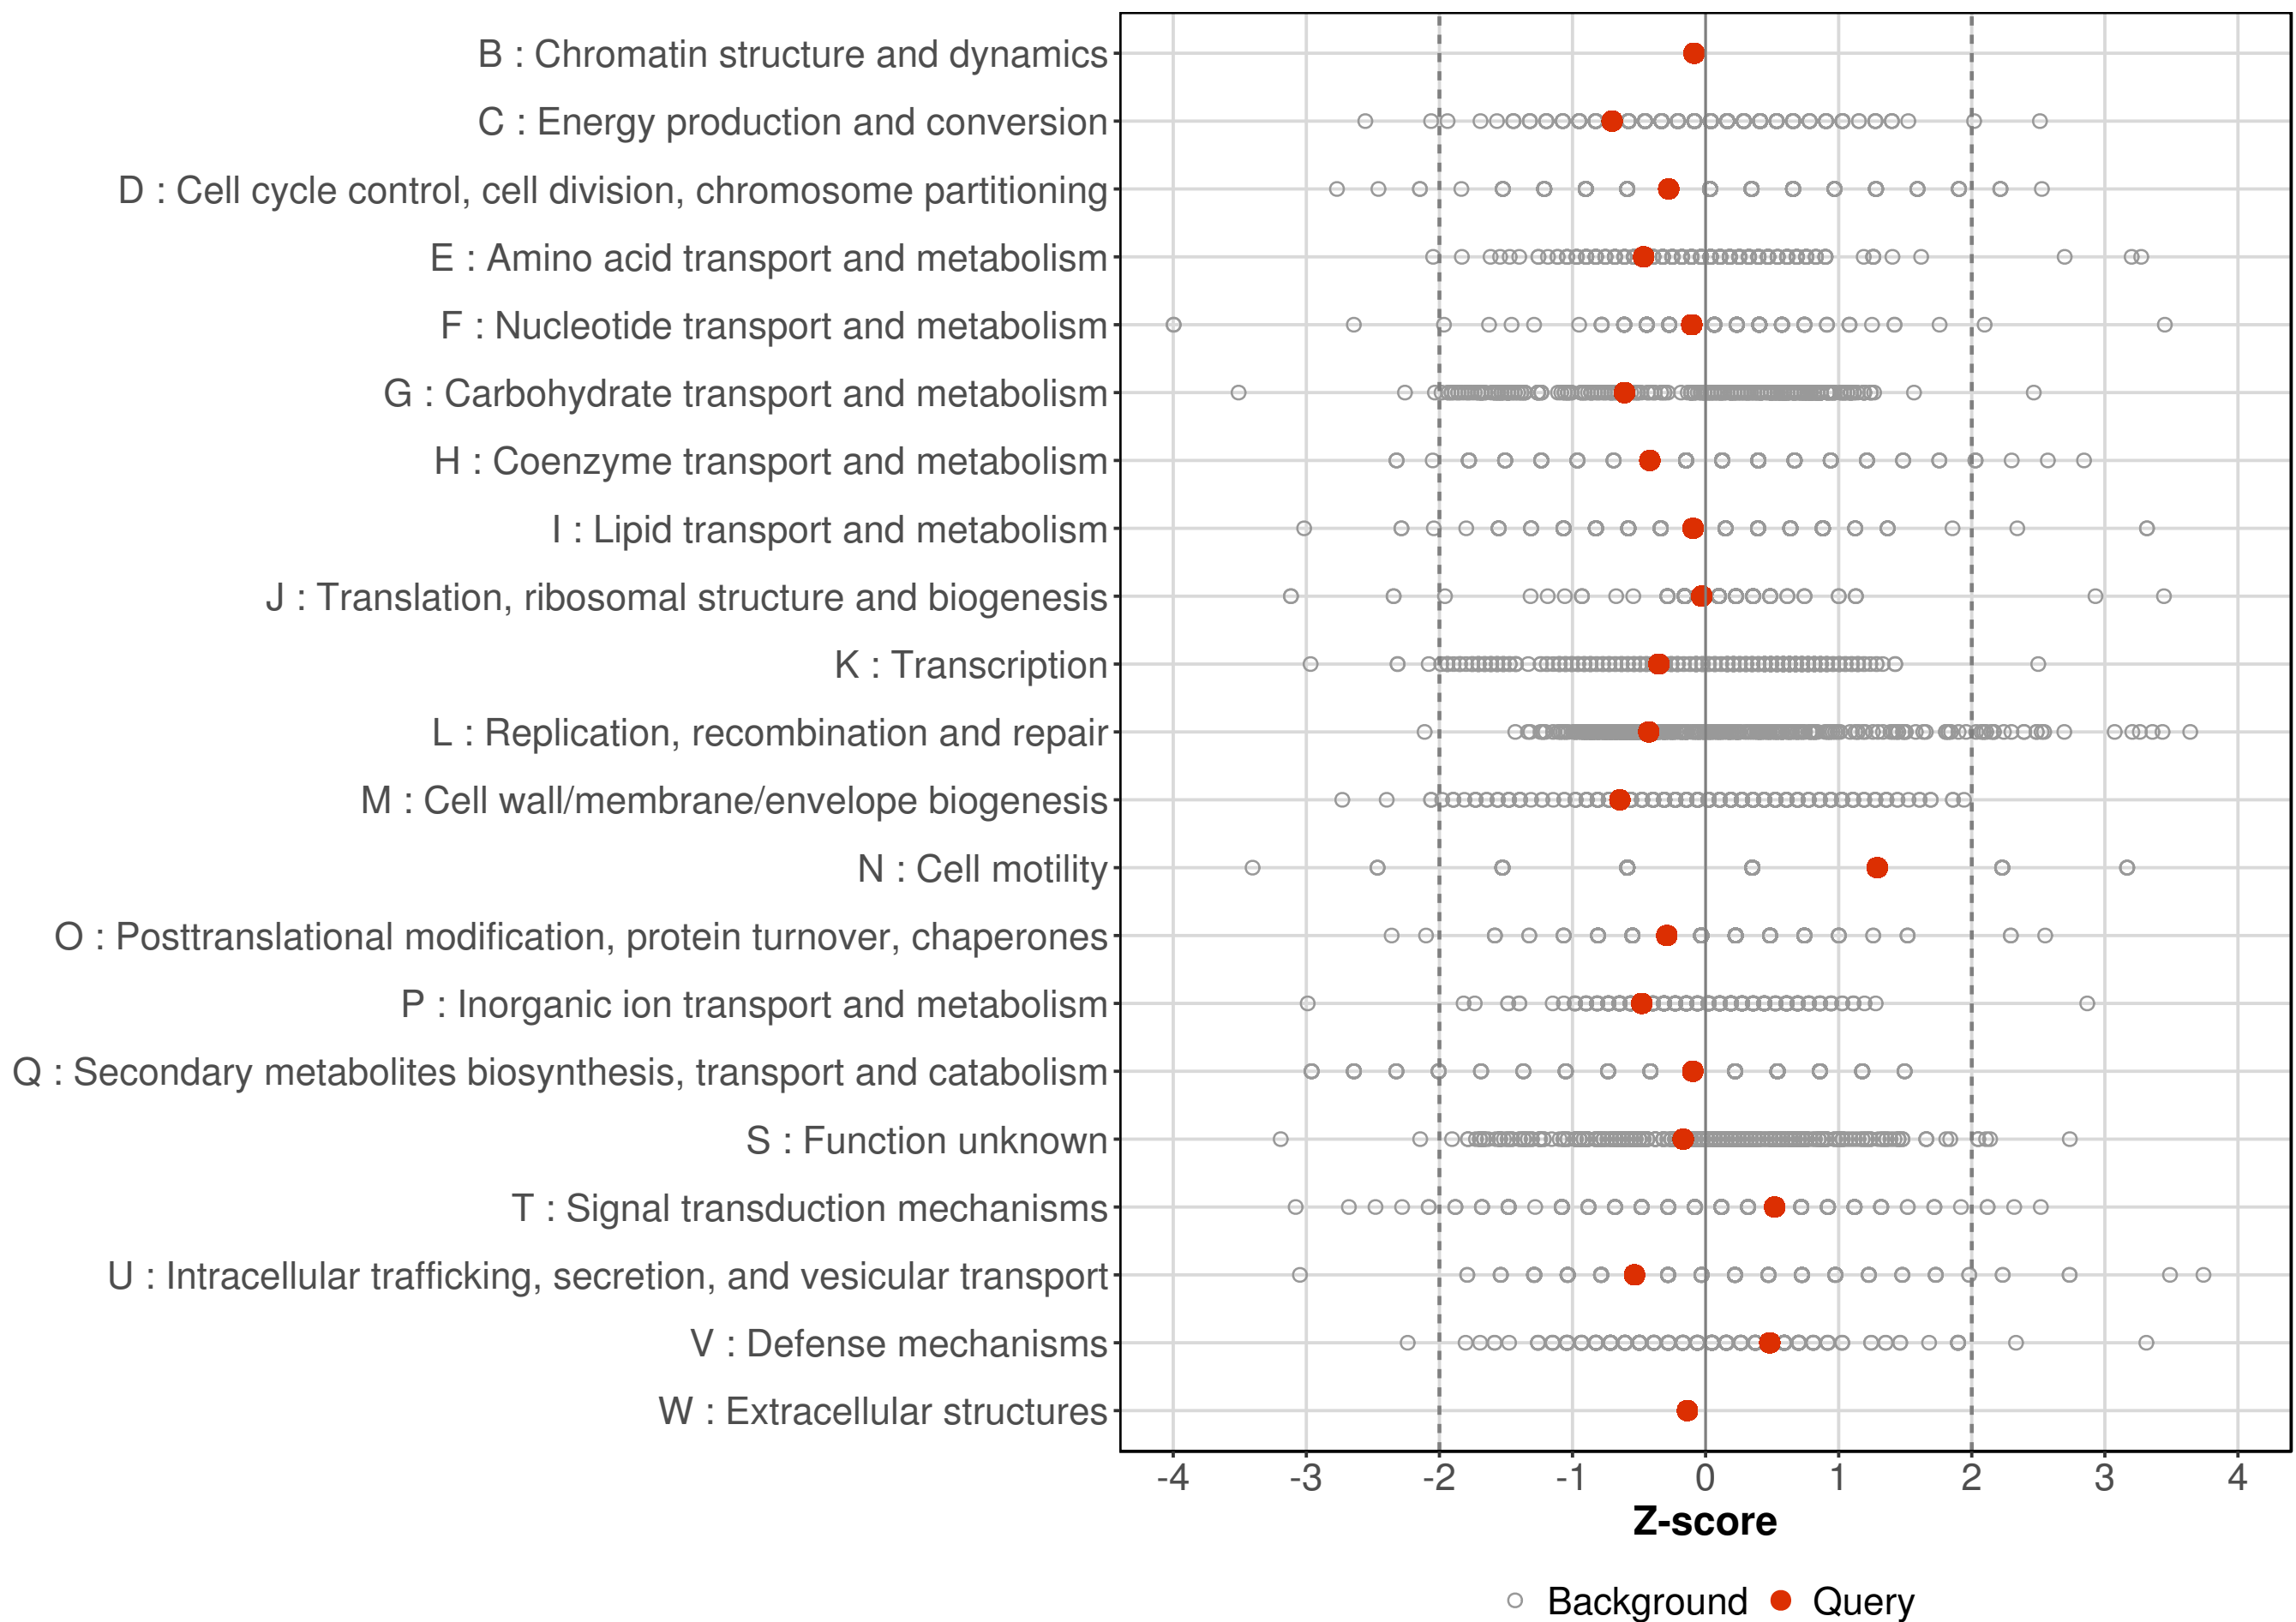 B : Chromatin structure and dynamics
C : Energy production and conversion
D : Cell cycle control, cell division, chromosome partitioning
E : Amino acid transport and metabolism
F : Nucleotide transport and metabolism
G : Carbohydrate transport and metabolism
H : Coenzyme transport and metabolism
I : Lipid transport and metabolism
J : Translation, ribosomal structure and biogenesis
K : Transcription
L : Replication, recombination and repair
M : Cell wall/membrane/envelope biogenesis
N : Cell motility
O : Posttranslational modification, protein turnover, chaperones
P : Inorganic ion transport and metabolism
Q : Secondary metabolites biosynthesis, transport and catabolism
S : Function unknown
T : Signal transduction mechanisms
U : Intracellular trafficking, secretion, and vesicular transport
V : Defense mechanisms
W : Extracellular structures
-4 -3 -2 -1 0 1 2 3 4
Z-score
Background Query